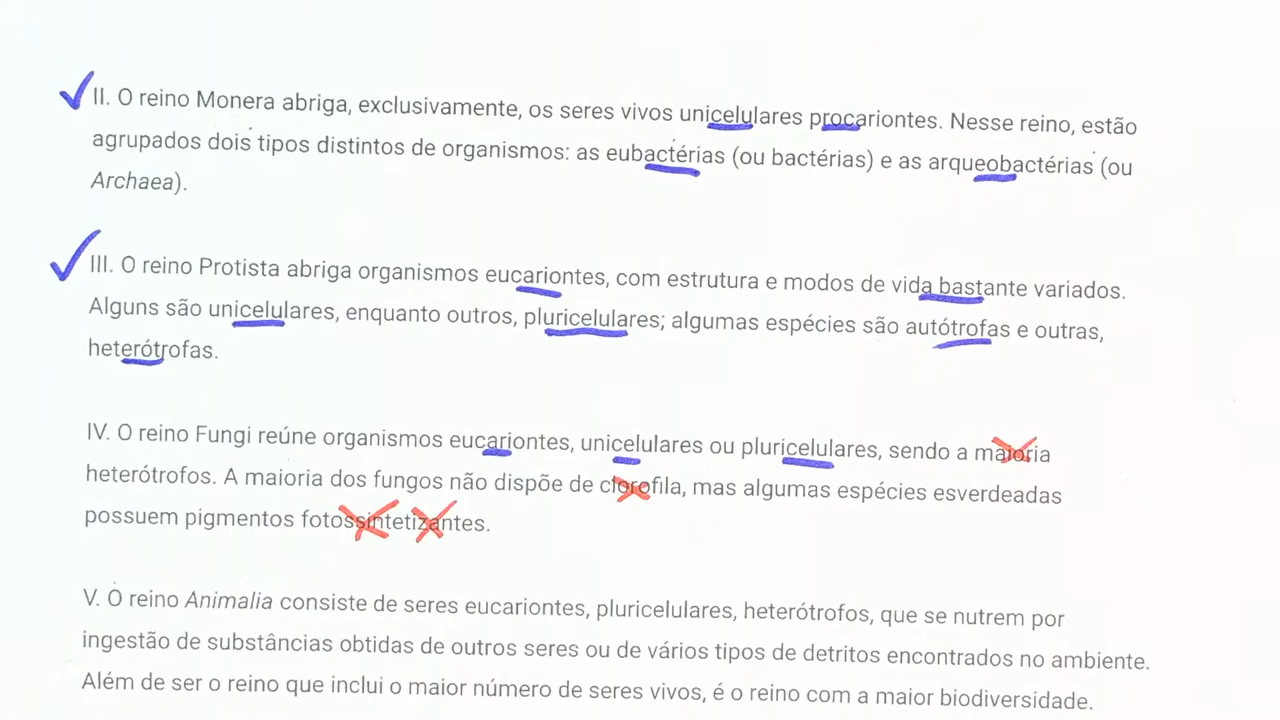 II. O reino Monera abriga, exclusivamente, os seres vivos unicelulares procariontes. Nesse reino, estão
agrupados dois tipos distintos de organismos: as eubactérias (ou bactérias) e as arqueobactérias (ou
Archaea).
III. O reino Protista abriga organismos eucariontes, com estrutura e modos de vida bastante variados.
Alguns são unicelulares, enquanto outros, pluricelulares; algumas espécies são autótrofas e outras,
heterótrofas.
IV. O reino Fungi reúne organismos eucariontes, unicelulares ou pluricelulares, sendo a maioria
heterótrofos. A maioria dos fungos não dispõe de clorofila, mas algumas espécies esverdeadas
possuem pigmentos fotossintetizantes.
V. O reino Animalia consiste de seres eucariontes, pluricelulares, heterótrofos, que se nutrem por
ingestão de substâncias obtidas de outros seres ou de vários tipos de detritos encontrados no ambiente.
Além de ser o reino que inclui o maior número de seres vivos, é o reino com a maior biodiversidade.